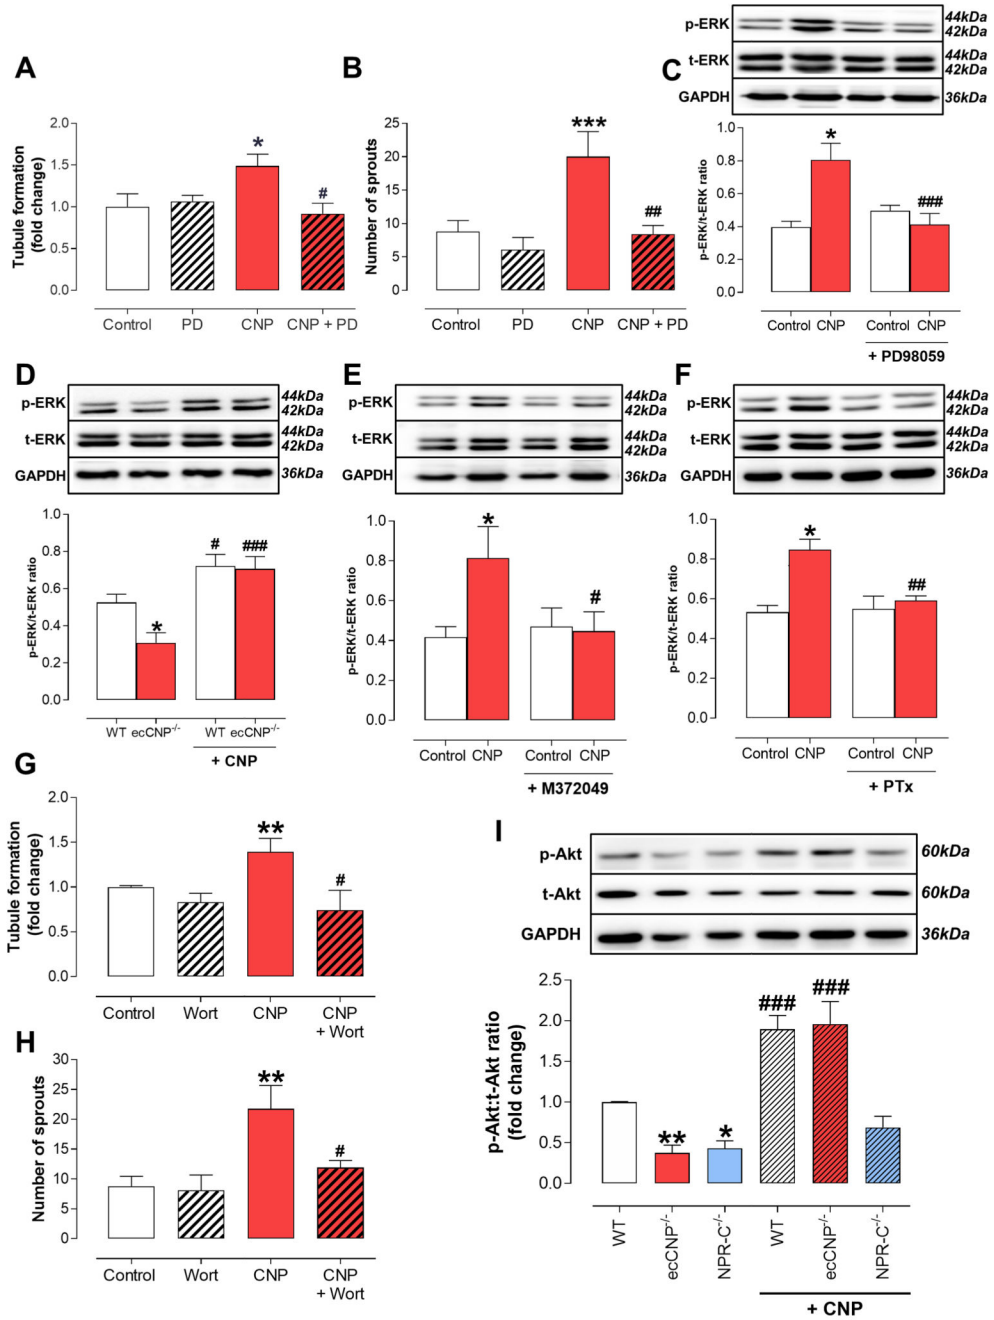 A
Tubule formation
(fold change)
2.0
1.5
1.0
0.5
0.0
*
#
Control PD CNP CNP + PD
B
Number of sprouts
25
20
15
10
5
0
***
##
Control PD CNP CNP + PD
C
p-ERK 44kDa
42kDa
t-ERK 44kDa
42kDa
GAPDH 36kDa
p-ERK/t-ERK ratio
1.0
0.8
0.6
0.4
0.2
0.0
*
###
Control CNP Control CNP
+ PD98059
D
p-ERK 44kDa
42kDa
t-ERK 44kDa
42kDa
GAPDH 36kDa
p-ERK/t-ERK ratio
1.0
0.8
0.6
0.4
0.2
0.0
*
#
###
WT ecCNP-/- WT ecCNP-/-
+ CNP
E
p-ERK 44kDa
42kDa
t-ERK 44kDa
42kDa
GAPDH 36kDa
p-ERK/t-ERK ratio
1.0
0.8
0.6
0.4
0.2
0.0
*
#
Control CNP Control CNP
+ M372049
F
p-ERK 44kDa
42kDa
t-ERK 44kDa
42kDa
GAPDH 36kDa
p-ERK/t-ERK ratio
1.0
0.8
0.6
0.4
0.2
0.0
*
##
Control CNP Control CNP
+ PTx
G
Tubule formation
(fold change)
2.0
1.5
1.0
0.5
0.0
**
#
Control Wort CNP CNP
+ Wort
H
Number of sprouts
30
25
20
15
10
5
0
**
#
Control Wort CNP CNP
+ Wort
I
p-Akt 60kDa
t-Akt 60kDa
GAPDH 36kDa
p-Akt:t-Akt ratio
(fold change)
2.5
2.0
1.5
1.0
0.5
0.0
**
*
###
###
WT
ecCNP-/-
NPR-C-/-
WT
ecCNP-/-
NPR-C-/-
+ CNP